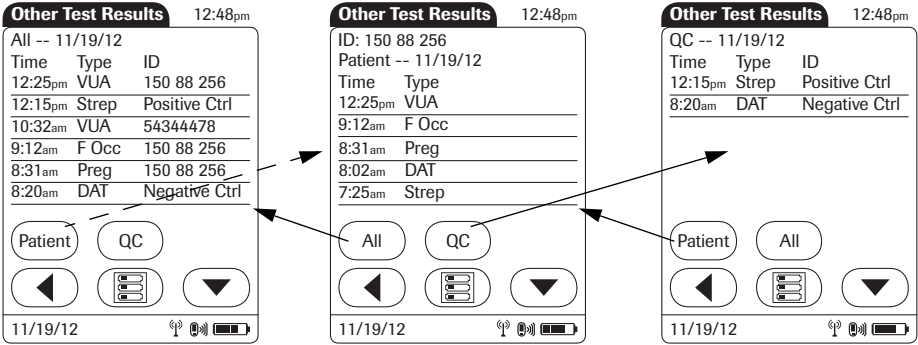 Other Test Results 12:48pm
All -- 11/19/12
Time Type ID
12:25pm VUA 150 88 256
12:15pm Strep Positive Ctrl
10:32am VUA 54344478
9:12am F Occ 150 88 256
8:31am Preg 150 88 256
8:20am DAT Negative Ctrl
Patient QC
11/19/12
Other Test Results 12:48pm
ID: 150 88 256
Patient -- 11/19/12
Time Type
12:25pm VUA
9:12am F Occ
8:31am Preg
8:02am DAT
7:25am Strep
All QC
11/19/12
Other Test Results 12:48pm
QC -- 11/19/12
Time Type ID
12:15pm Strep Positive Ctrl
8:20am DAT Negative Ctrl
Patient All
11/19/12